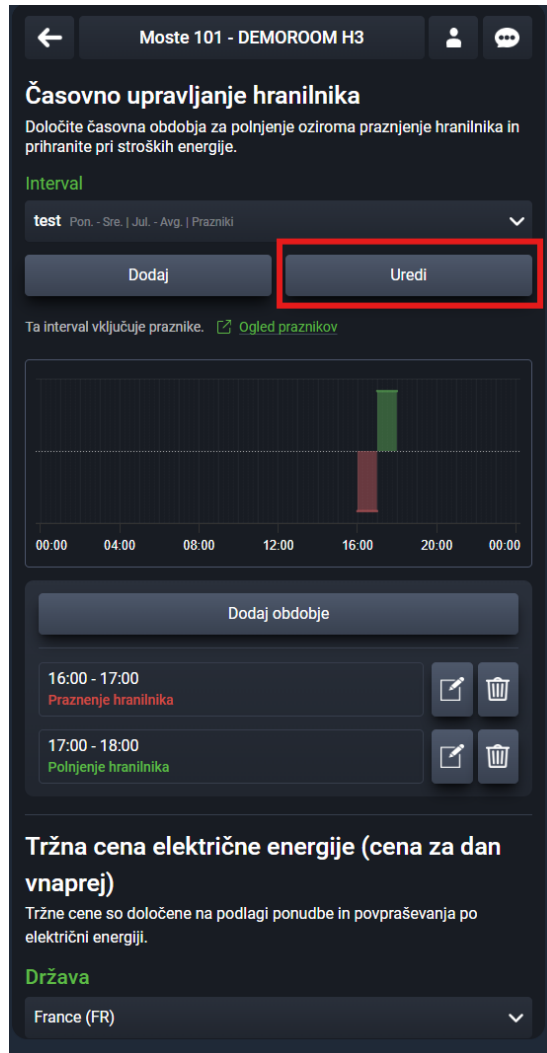 Moste 101 - DEMOROOM H3
Časovno upravljanje hranilnika
Določite časovna obdobja za polnjenje oziroma praznjenje hranilnika in
prihranite pri stroških energije.
Interval
test Pon. - Sre. | Jul. - Avg. | Prazniki
Dodaj
Uredi
Ta interval vključuje praznike. Ogled praznikov
00:00 04:00 08:00 12:00 16:00 20:00 00:00
Dodaj obdobje
16:00 - 17:00
Praznenje hranilnika
17:00 - 18:00
Polnjenje hranilnika
Tržna cena električne energije (cena za dan
vnaprej)
Tržne cene so določene na podlagi ponudbe in povpraševanja po
električni energiji.
Država
France (FR)